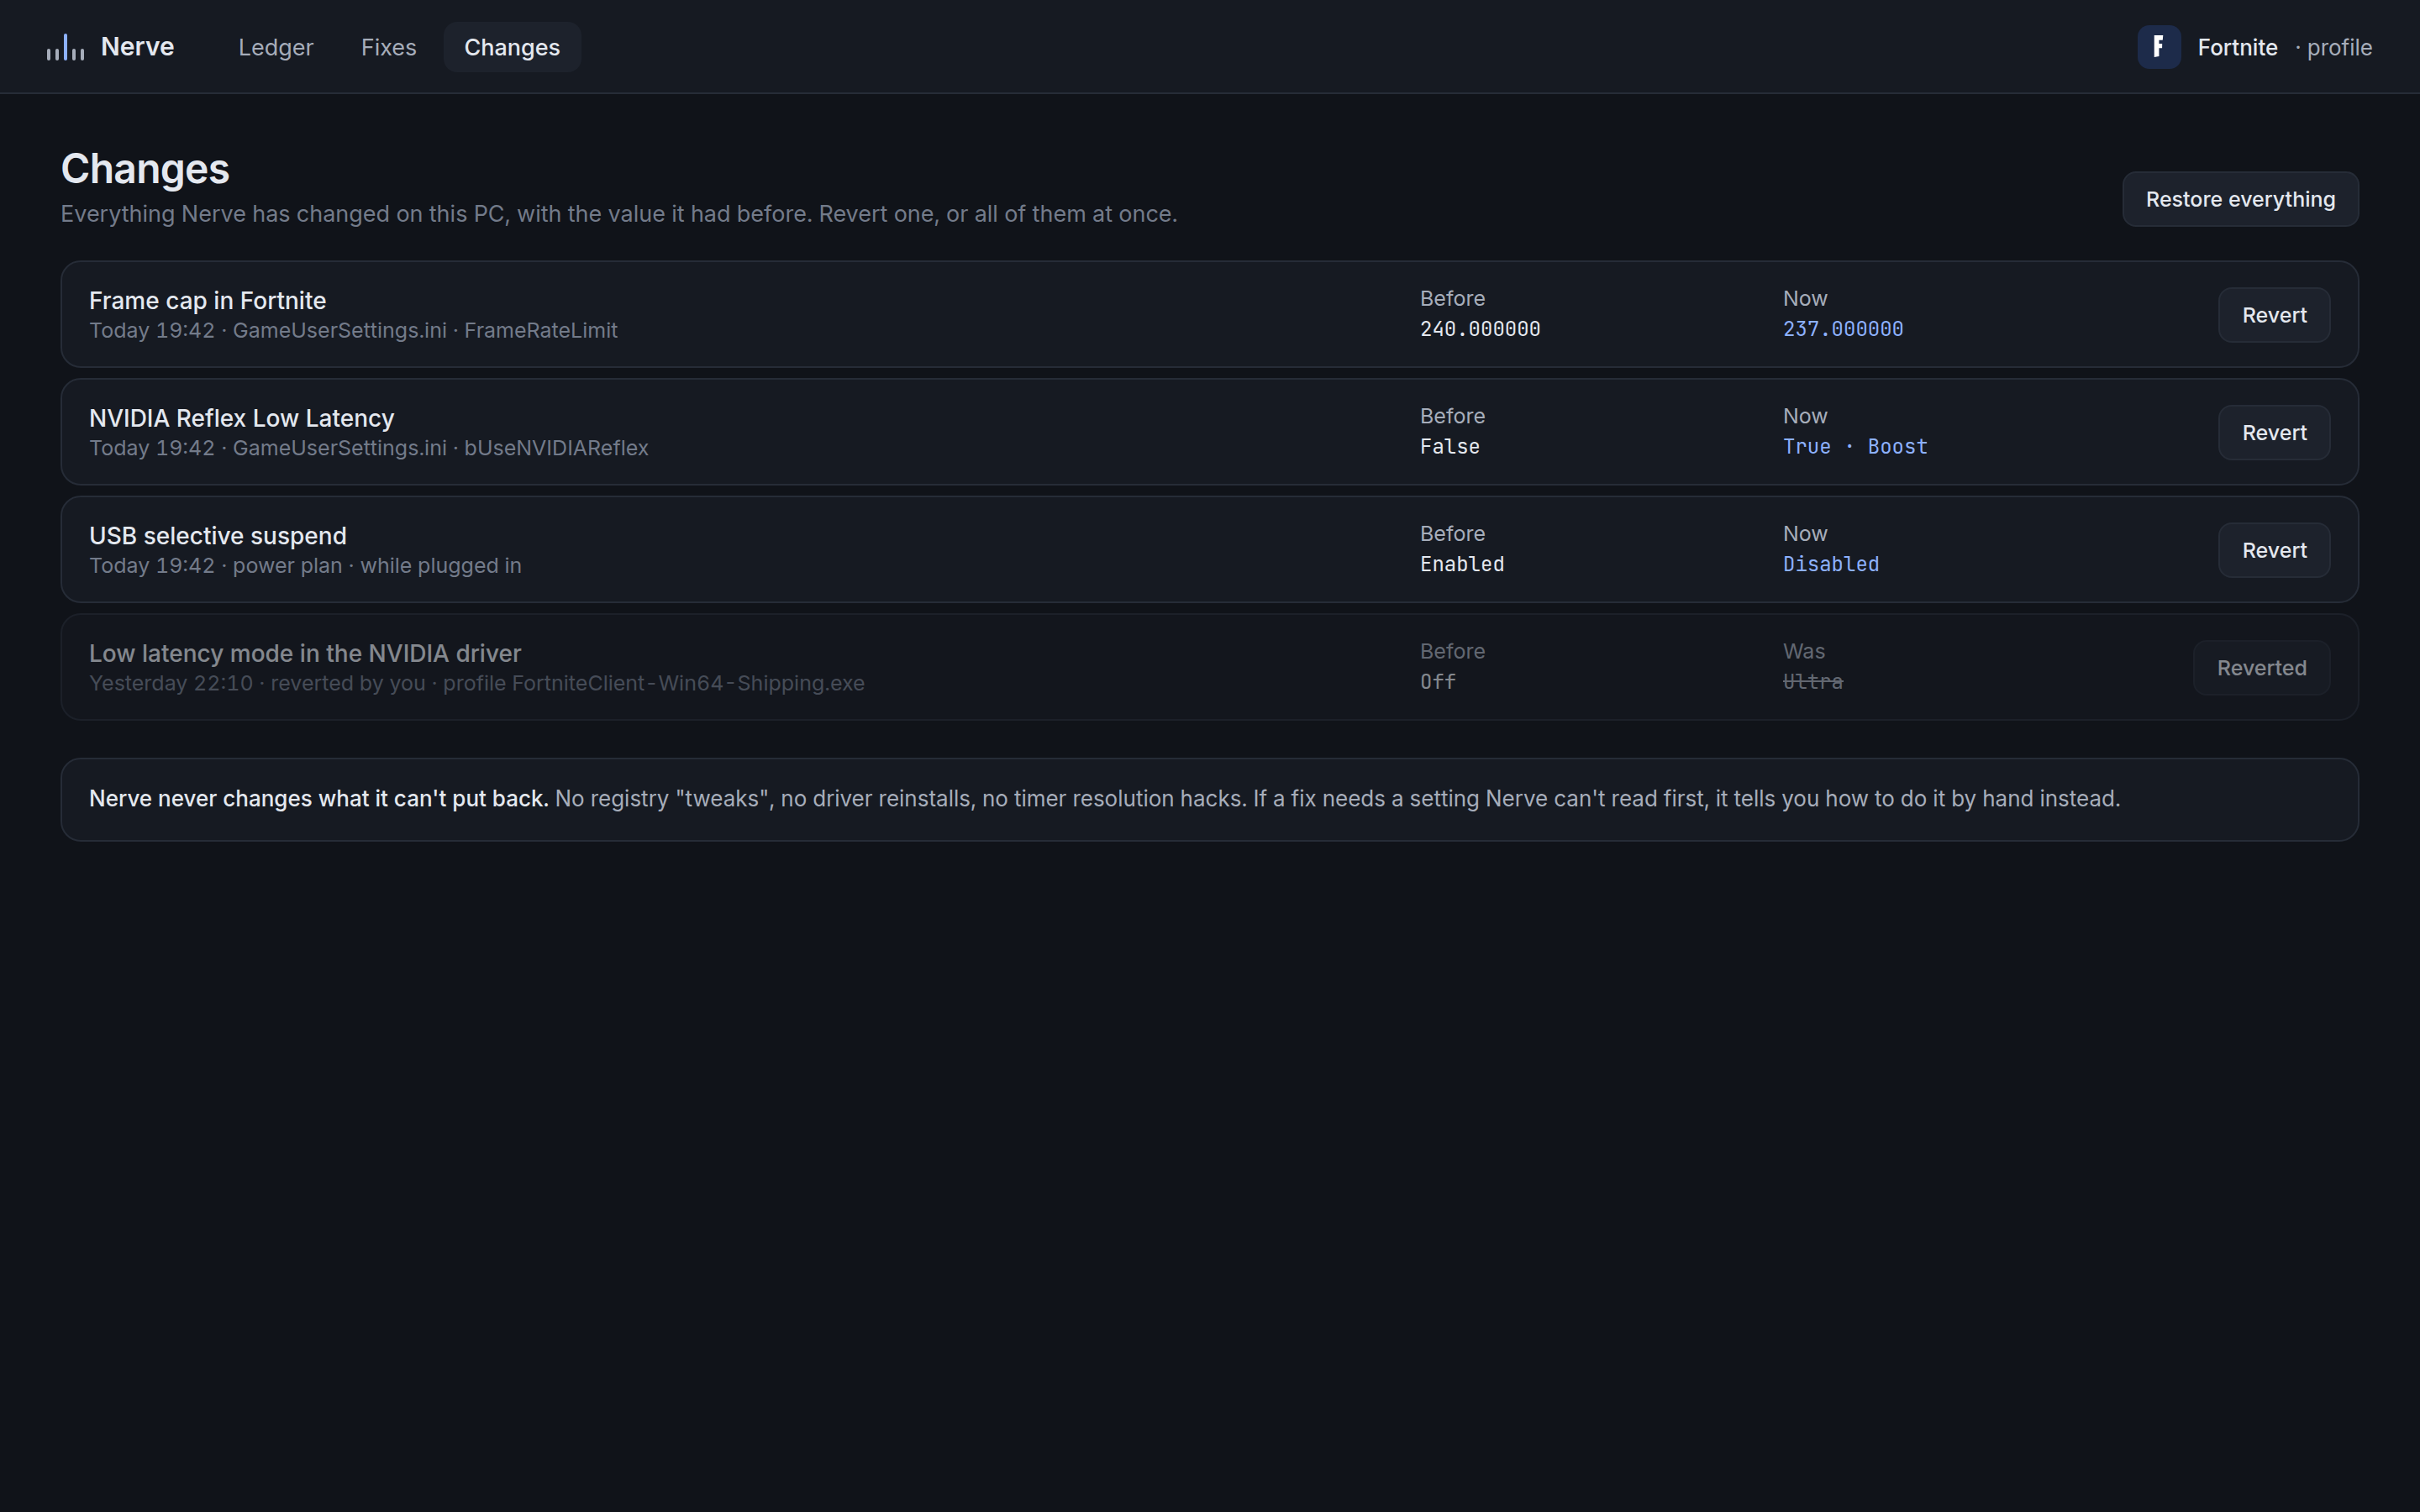 Nerve Ledger Fixes Changes F Fortnite · profile
Changes
Everything Nerve has changed on this PC, with the value it had before. Revert one, or all of them at once.
Restore everything
Frame cap in Fortnite
Today 19:42 · GameUserSettings.ini · FrameRateLimit
Before
240.000000
Now
237.000000
Revert
NVIDIA Reflex Low Latency
Today 19:42 · GameUserSettings.ini · bUseNVIDIAReflex
Before
False
Now
True · Boost
Revert
USB selective suspend
Today 19:42 · power plan · while plugged in
Before
Enabled
Now
Disabled
Revert
Low latency mode in the NVIDIA driver
Yesterday 22:10 · reverted by you · profile FortniteClient-Win64-Shipping.exe
Before
Off
Was
Ultra
Reverted
Nerve never changes what it can't put back. No registry "tweaks", no driver reinstalls, no timer resolution hacks. If a fix needs a setting Nerve can't read first, it tells you how to do it by hand instead.